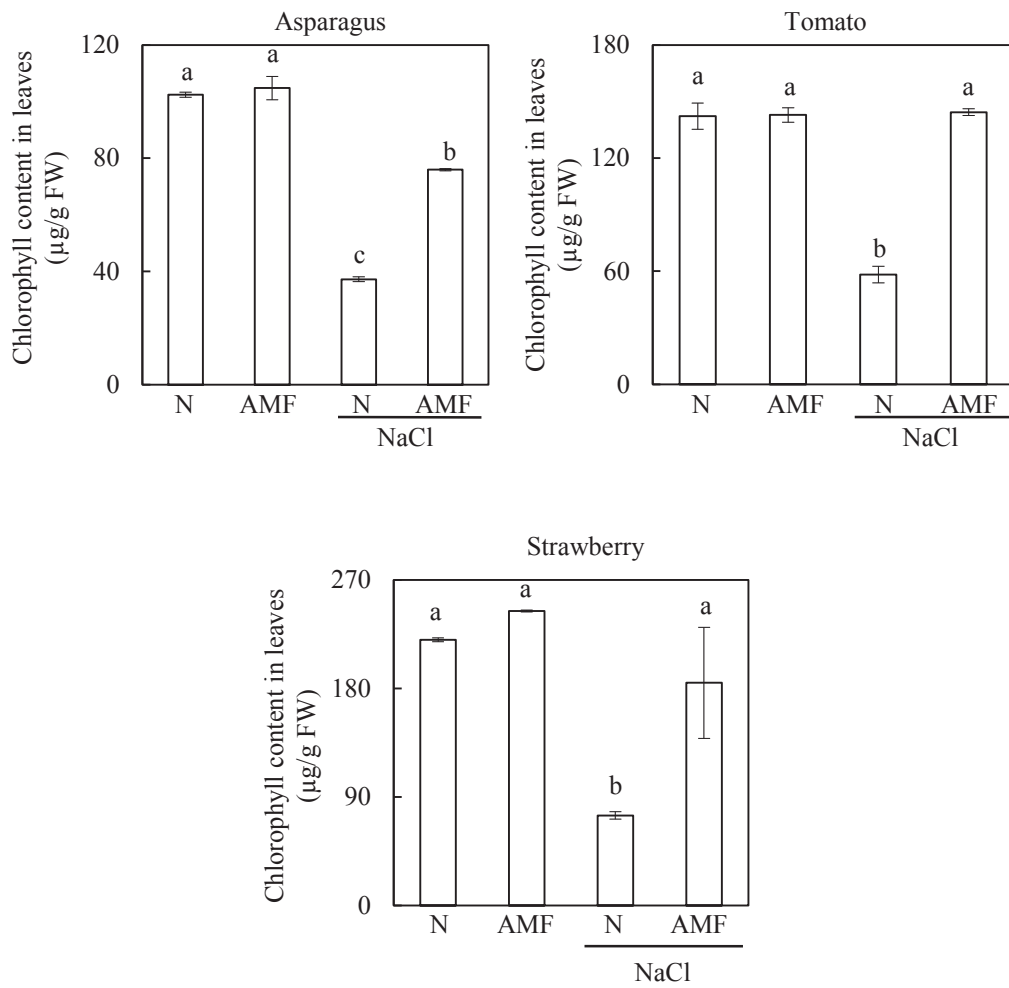 Asparagus
Chlorophyll content in leaves
(µg/g FW)
120
80
40
0
a
a
c
b
N
AMF
N
AMF
NaCl
Tomato
Chlorophyll content in leaves
(µg/g FW)
180
120
60
0
a
a
b
a
N
AMF
N
AMF
NaCl
Strawberry
Chlorophyll content in leaves
(µg/g FW)
270
180
90
0
a
a
b
a
N
AMF
N
AMF
NaCl